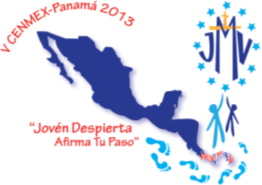 V CENMEX-Panamá 2013
JMV
“Jovén Despierta
Afirma Tu Paso”